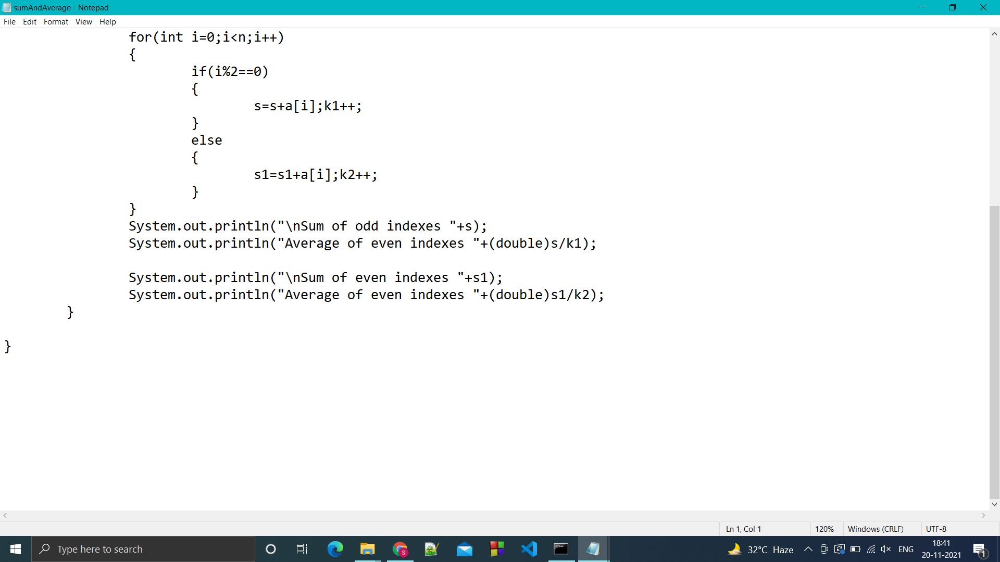 sumAndAverage - Notepad
File Edit Format View Help
for(int i=0;i<n;i++)
{
if(i%2==0)
{
s=s+a[i];k1++;
}
else
{
s1=s1+a[i];k2++;
}
}
System.out.println("\nSum of odd indexes "+s);
System.out.println("Average of even indexes "+(double)s/k1);
System.out.println("\nSum of even indexes "+s1);
System.out.println("Average of even indexes "+(double)s1/k2);
}
}
Ln 1, Col 1 120% Windows (CRLF) UTF-8
Type here to search
S
32°C Haze
ENG
18:41
20-11-2021
1